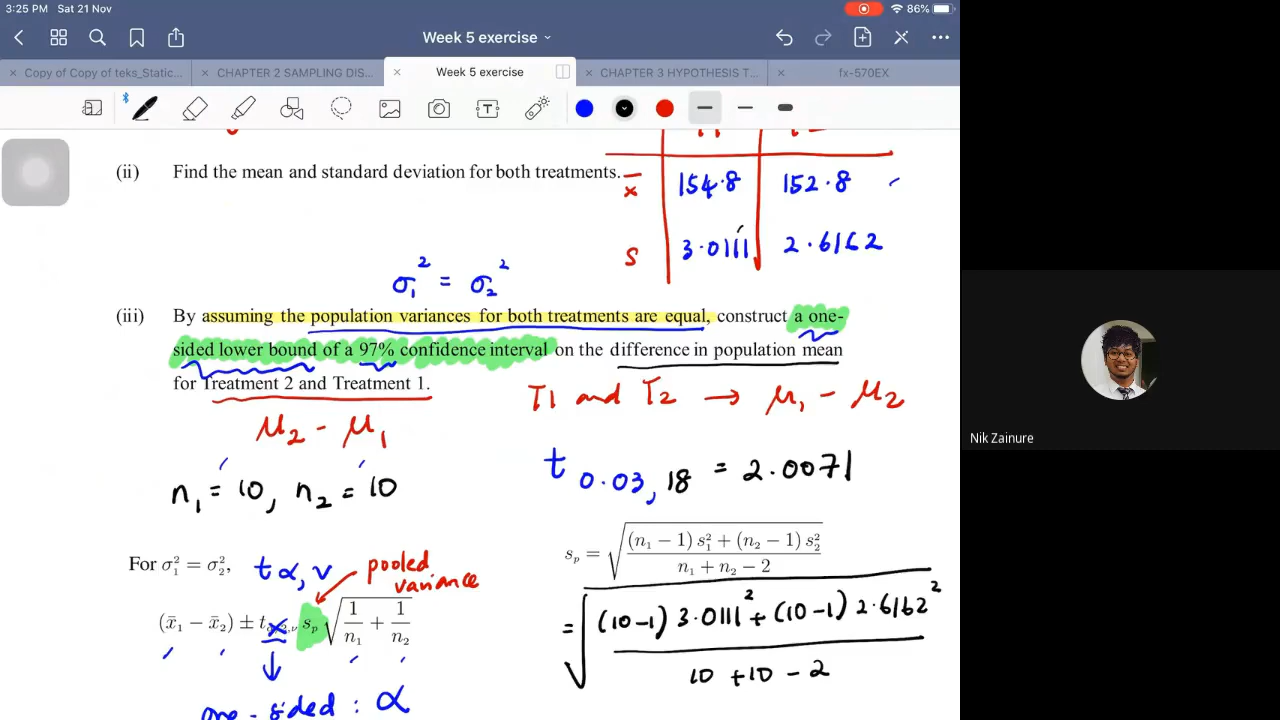 3:25 PM Sat 21 Nov
86%
Week 5 exercise
Copy of Copy of teks_Static...
CHAPTER 2 SAMPLING DIS...
Week 5 exercise
CHAPTER 3 HYPOTHESIS T...
fx-570EX
(ii) Find the mean and standard deviation for both treatments.
x̄ 154.8 152.8
s 3.0111 2.6162
σ₁² = σ₂²
(iii) By assuming the population variances for both treatments are equal, construct a one-
sided lower bound of a 97% confidence interval on the difference in population mean
for Treatment 2 and Treatment 1.
T1 and T2 → μ₁ - μ₂
μ₂ - μ₁
t 0.03, 18 = 2.0071
n₁ = 10, n₂ = 10
For σ₁² = σ₂²,
tα, v
pooled
variance
s_p = √((n₁ − 1) s₁² + (n₂ − 1) s₂² / n₁ + n₂ − 2)
(x̄₁ − x̄₂) ± t s_p √(1/n₁ + 1/n₂)
= √((10-1) 3.0111² + (10-1) 2.6162² / 10 + 10 - 2)
one-sided : α
Nik Zainure